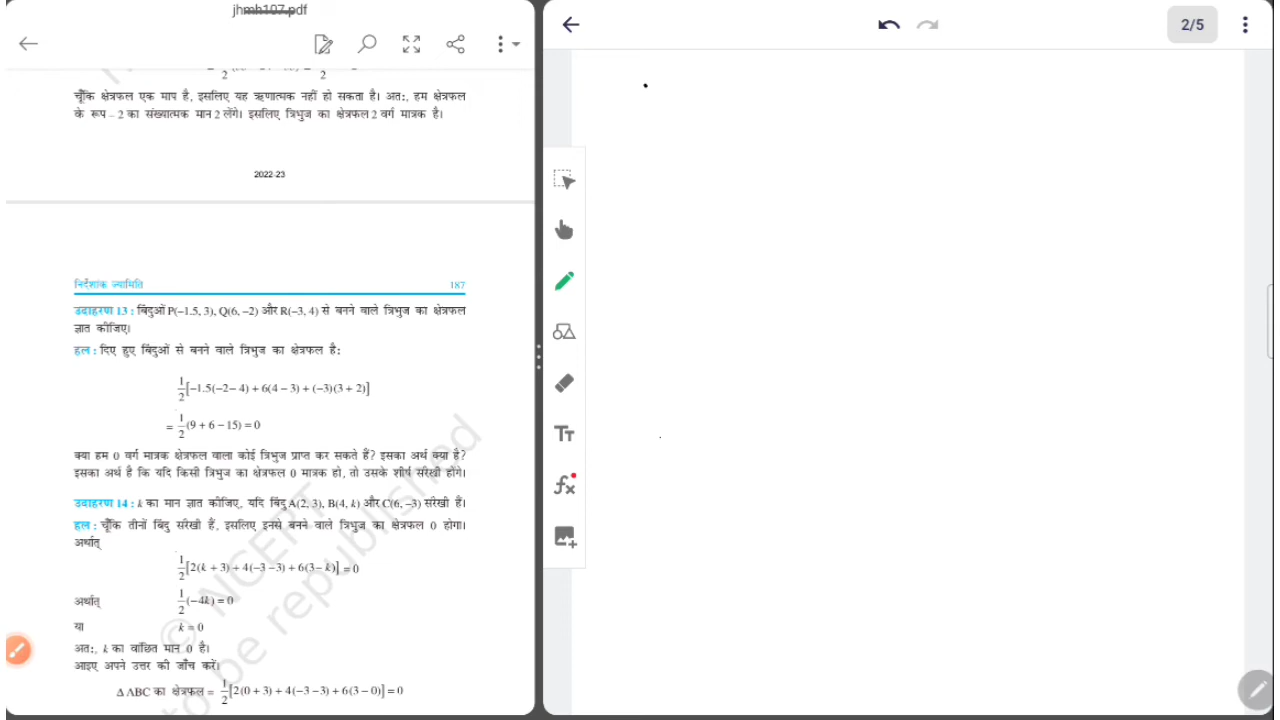 jhmh107.pdf
2/5
चूँकि क्षेत्रफल एक माप है, इसलिए यह ऋणात्मक नहीं हो सकता है। अतः, हम क्षेत्रफल
के रूप – 2 का संख्यात्मक मान 2 लेंगे। इसलिए त्रिभुज का क्षेत्रफल 2 वर्ग मात्रक है।
2022-23
निर्देशांक ज्यामिति 187
उदाहरण 13 : बिंदुओं P(–1.5, 3), Q(6, –2) और R(–3, 4) से बनने वाले त्रिभुज का क्षेत्रफल
ज्ञात कीजिए।
हल : दिए हुए बिंदुओं से बनने वाले त्रिभुज का क्षेत्रफल है:
1/2[–1.5(–2– 4) + 6(4 – 3) + (–3)(3 + 2)]
= 1/2(9 + 6 – 15) = 0
क्या हम 0 वर्ग मात्रक क्षेत्रफल वाला कोई त्रिभुज प्राप्त कर सकते हैं? इसका अर्थ क्या है?
इसका अर्थ है कि यदि किसी त्रिभुज का क्षेत्रफल 0 मात्रक हो, तो उसके शीर्ष संरेखी होंगे।
उदाहरण 14 : k का मान ज्ञात कीजिए, यदि बिंदु A(2, 3), B(4, k) और C(6, –3) संरेखी हैं।
हल : चूँकि तीनों बिंदु संरेखी हैं, इसलिए इनसे बनने वाले त्रिभुज का क्षेत्रफल 0 होगा।
अर्थात्
1/2[2(k + 3) + 4(–3 –3) + 6(3– k)] = 0
अर्थात् 1/2(–4k) = 0
या k = 0
अतः, k का वांछित मान 0 है।
आइए अपने उत्तर की जाँच करें।
Δ ABC का क्षेत्रफल = 1/2[2(0 + 3) + 4(–3 –3) + 6(3 – 0)] = 0
© NCERT
to be republished
Tт
fx